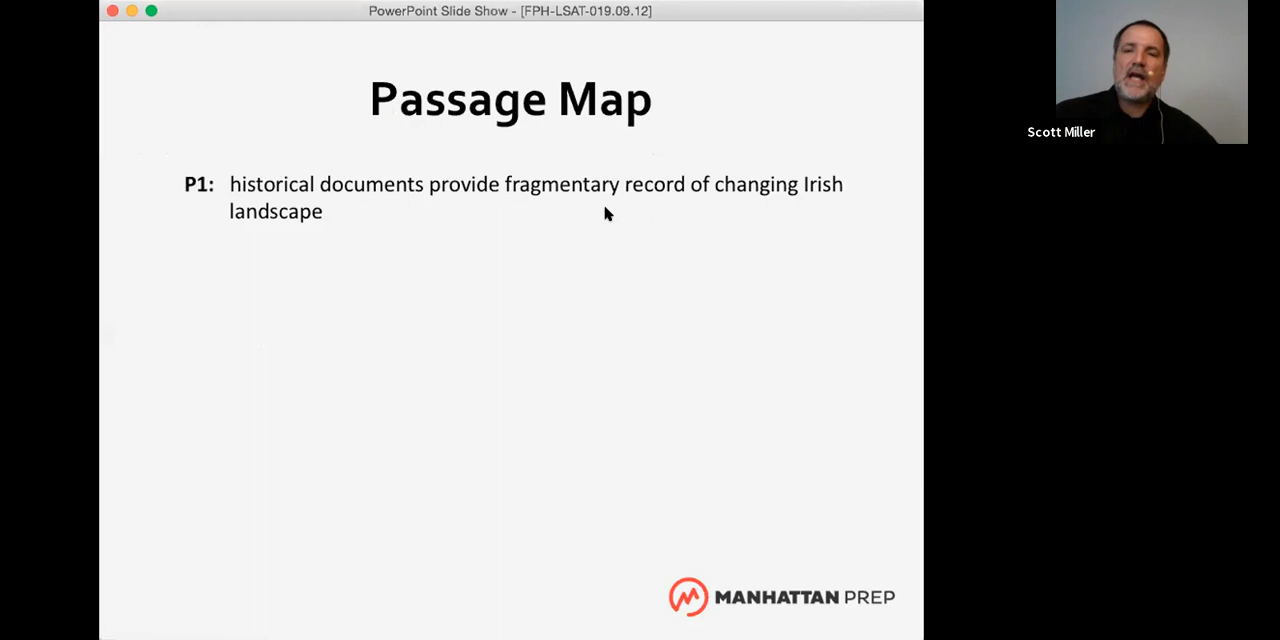 PowerPoint Slide Show - [FPH-LSAT-019.09.12]
Passage Map
Scott Miller
P1: historical documents provide fragmentary record of changing Irish
landscape
MANHATTAN PREP